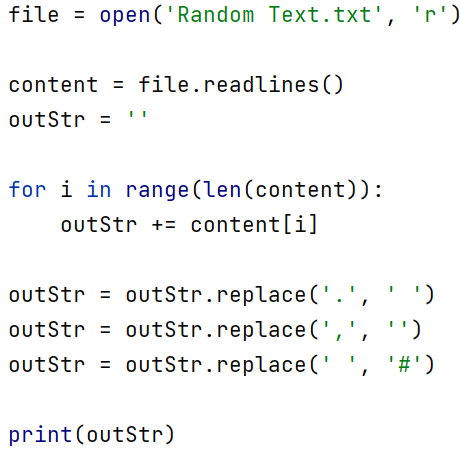 file = open('Random Text.txt', 'r')
content = file.readlines()
outStr = ''
for i in range(len(content)):
    outStr += content[i]
outStr = outStr.replace('.', ' ')
outStr = outStr.replace(',', '')
outStr = outStr.replace(' ', '#')
print(outStr)